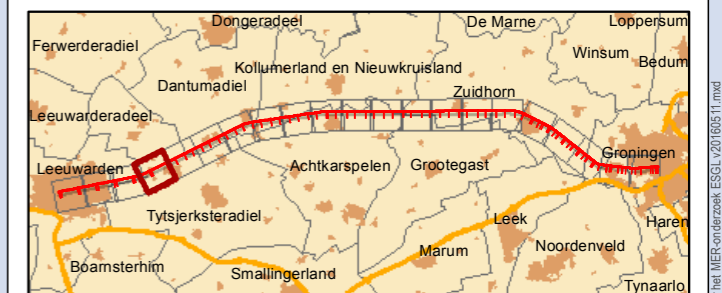 Dongeradeel
De Marne
Loppersum
Ferwerderadiel
Winsum
Bedum
Kollumerland en Nieuwkruisland
Dantumadiel
Zuidhorn
Leeuwarderadeel
Groningen
Leeuwarden
Achtkarspelen
Grootegast
Tytsjerksteradiel
Leek
Haren
Noordenveld
Marum
Boarnsterhim
Smallingerland
Tynaarlo
het MER-onderzoek ESGL\v20160511.mxd